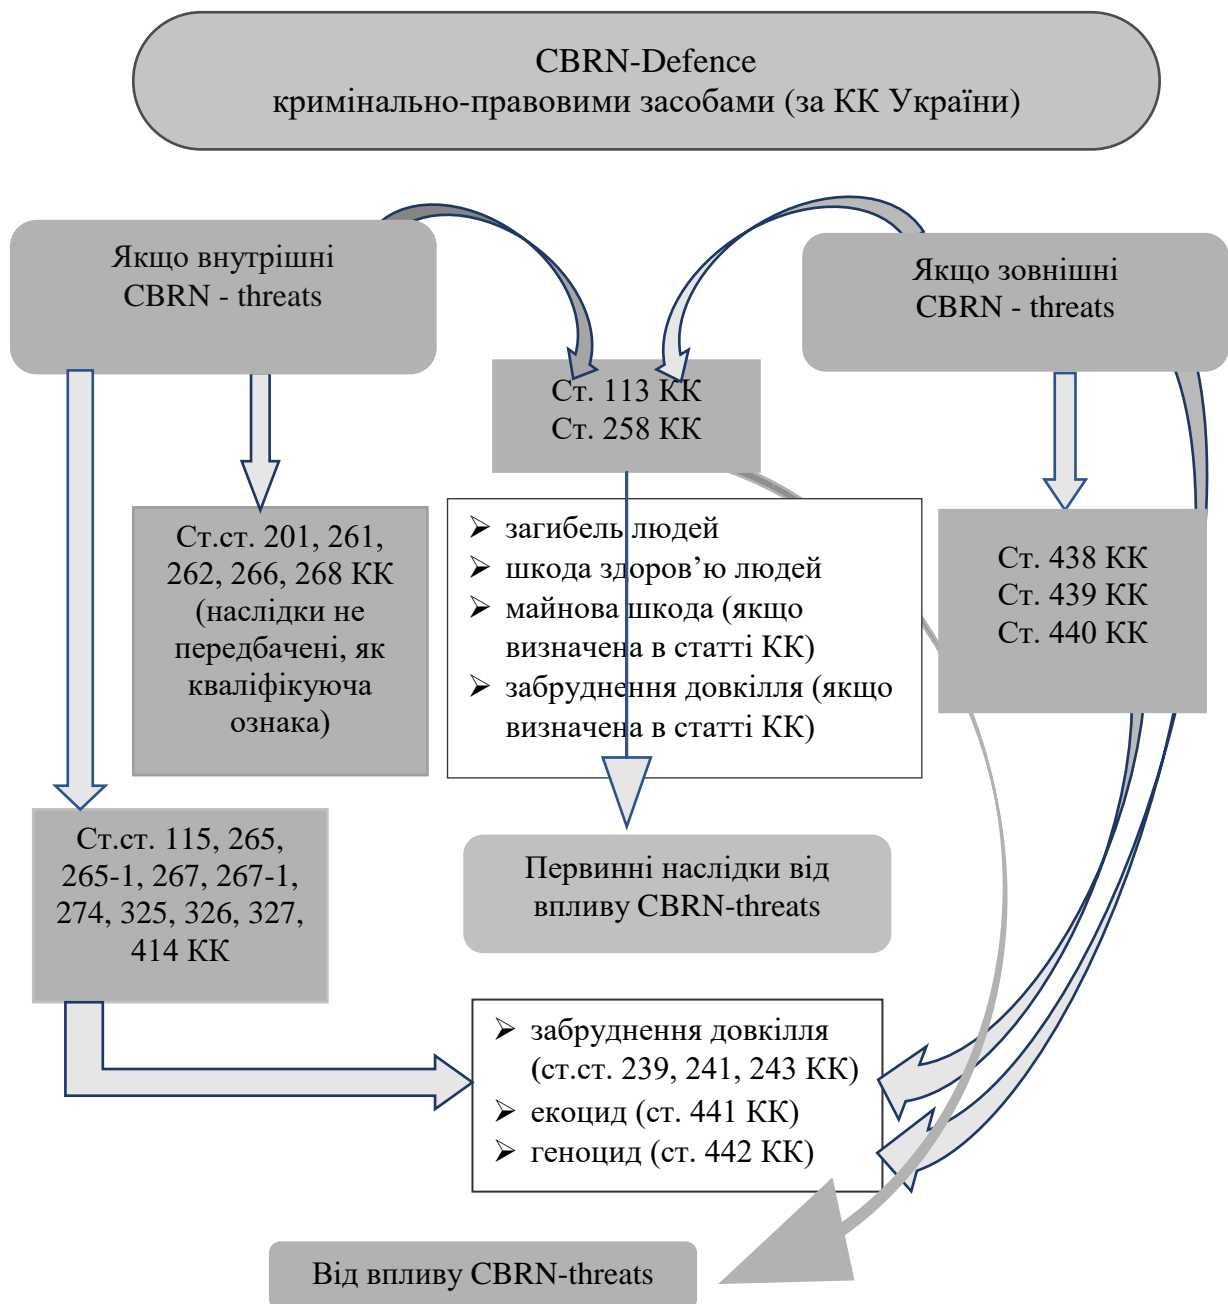 CBRN-Defence
кримінально-правовими засобами (за КК України)
Якщо внутрішні
CBRN - threats
Якщо зовнішні
CBRN - threats
Ст. 113 КК
Ст. 258 КК
Ст.ст. 201, 261,
262, 266, 268 КК
(наслідки не
передбачені, як
кваліфікуюча
ознака)
➢ загибель людей
➢ шкода здоров’ю людей
➢ майнова шкода (якщо
визначена в статті КК)
➢ забруднення довкілля (якщо
визначена в статті КК)
Ст. 438 КК
Ст. 439 КК
Ст. 440 КК
Ст.ст. 115, 265,
265-1, 267, 267-1,
274, 325, 326, 327,
414 КК
Первинні наслідки від
впливу CBRN-threats
➢ забруднення довкілля
(ст.ст. 239, 241, 243 КК)
➢ екоцид (ст. 441 КК)
➢ геноцид (ст. 442 КК)
Від впливу CBRN-threats